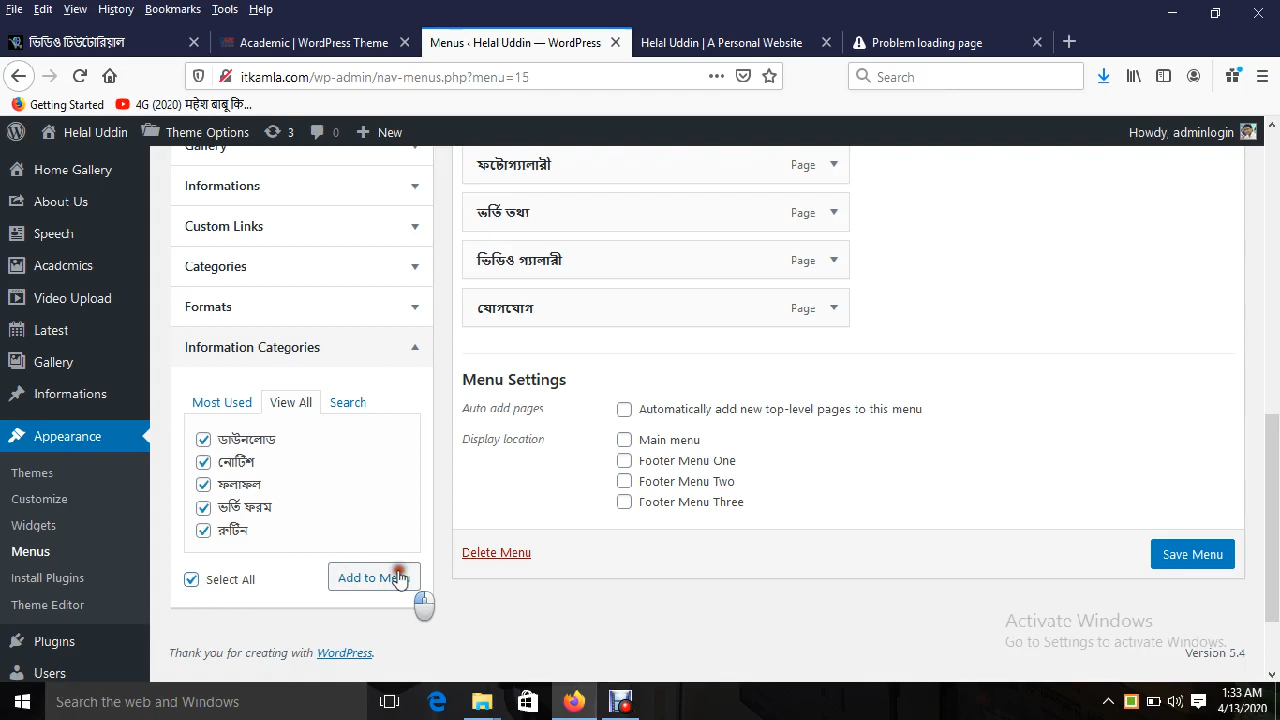 File Edit View History Bookmarks Tools Help
ভিডিও টিউটোরিয়াল
Academic | WordPress Theme
Menus ‹ Helal Uddin — WordPress
Helal Uddin | A Personal Website
Problem loading page
itkamla.com/wp-admin/nav-menus.php?menu=15
Search
Getting Started
4G (2020) महेश बाबू कि...
Helal Uddin
Theme Options
3
0
New
Howdy, adminlogin
Home Gallery
About Us
Speech
Acadcmics
Video Upload
Latest
Gallery
Informations
Appearance
Themes
Customize
Widgets
Menus
Install Plugins
Theme Editor
Plugins
Users
Gallery
Informations
Custom Links
Categories
Formats
Information Categories
Most Used
View All
Search
ডাউনলোড
নোটিশ
ফলাফল
ভর্তি ফরম
রুটিন
Select All
Add to Menu
ফটোগ্যালারী Page
ভর্তি তথ্য Page
ভিডিও গ্যালারী Page
যোগযোগ Page
Menu Settings
Auto add pages
Automatically add new top-level pages to this menu
Display location
Main menu
Footer Menu One
Footer Menu Two
Footer Menu Three
Delete Menu
Save Menu
Activate Windows
Go to Settings to activate Windows.
Thank you for creating with WordPress.
Version 5.4
Search the web and Windows
1:33 AM
4/13/2020